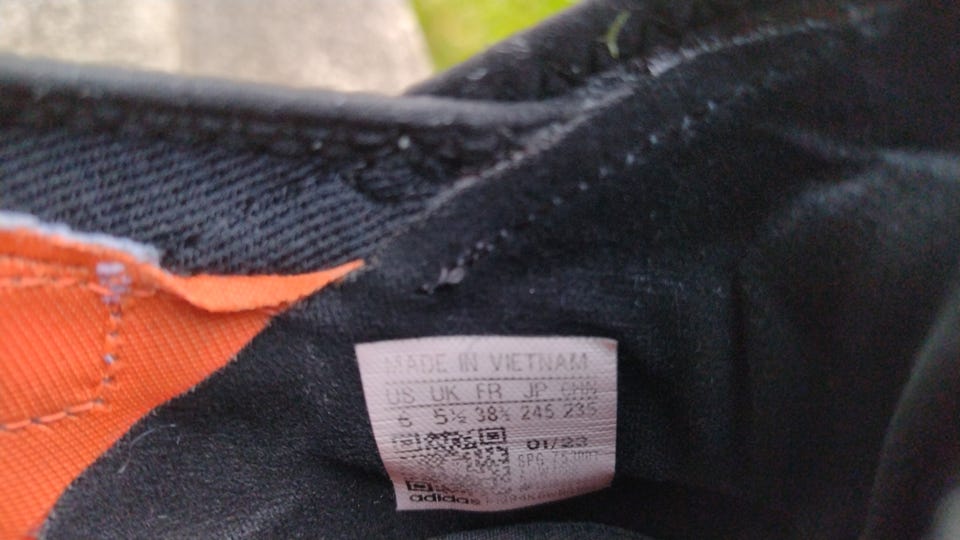 MADE IN VIETNAM
US UK FR JP CHN
6 5½ 38⅔ 245 235
01/23
adidas